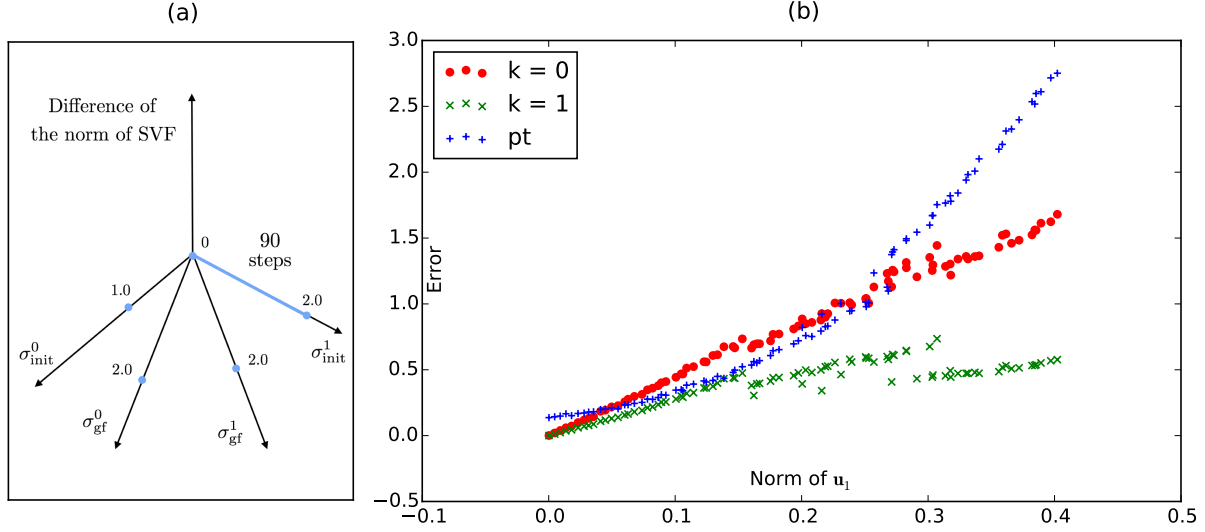 (a)
Difference of
the norm of SVF
0
90
steps
1.0
2.0
2.0
2.0
σ⁰init
σ¹init
σ⁰gf
σ¹gf
(b)
3.0
2.5
2.0
1.5
1.0
0.5
0.0
−0.5
Error
k = 0
k = 1
pt
−0.1
0.0
0.1
0.2
0.3
0.4
0.5
Norm of u₁